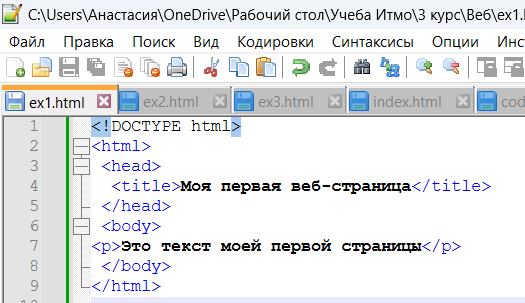 C:\Users\Анастасия\OneDrive\Рабочий стол\Учеба Итмо\3 курс\Веб\ex1.
Файл Правка Поиск Вид Кодировки Синтаксисы Опции Инс
ex1.html ex2.html ex3.html index.html cod
1 <!DOCTYPE html>
2 <html>
3 <head>
4 <title>Моя первая веб-страница</title>
5 </head>
6 <body>
7 <p>Это текст моей первой страницы</p>
8 </body>
9 </html>